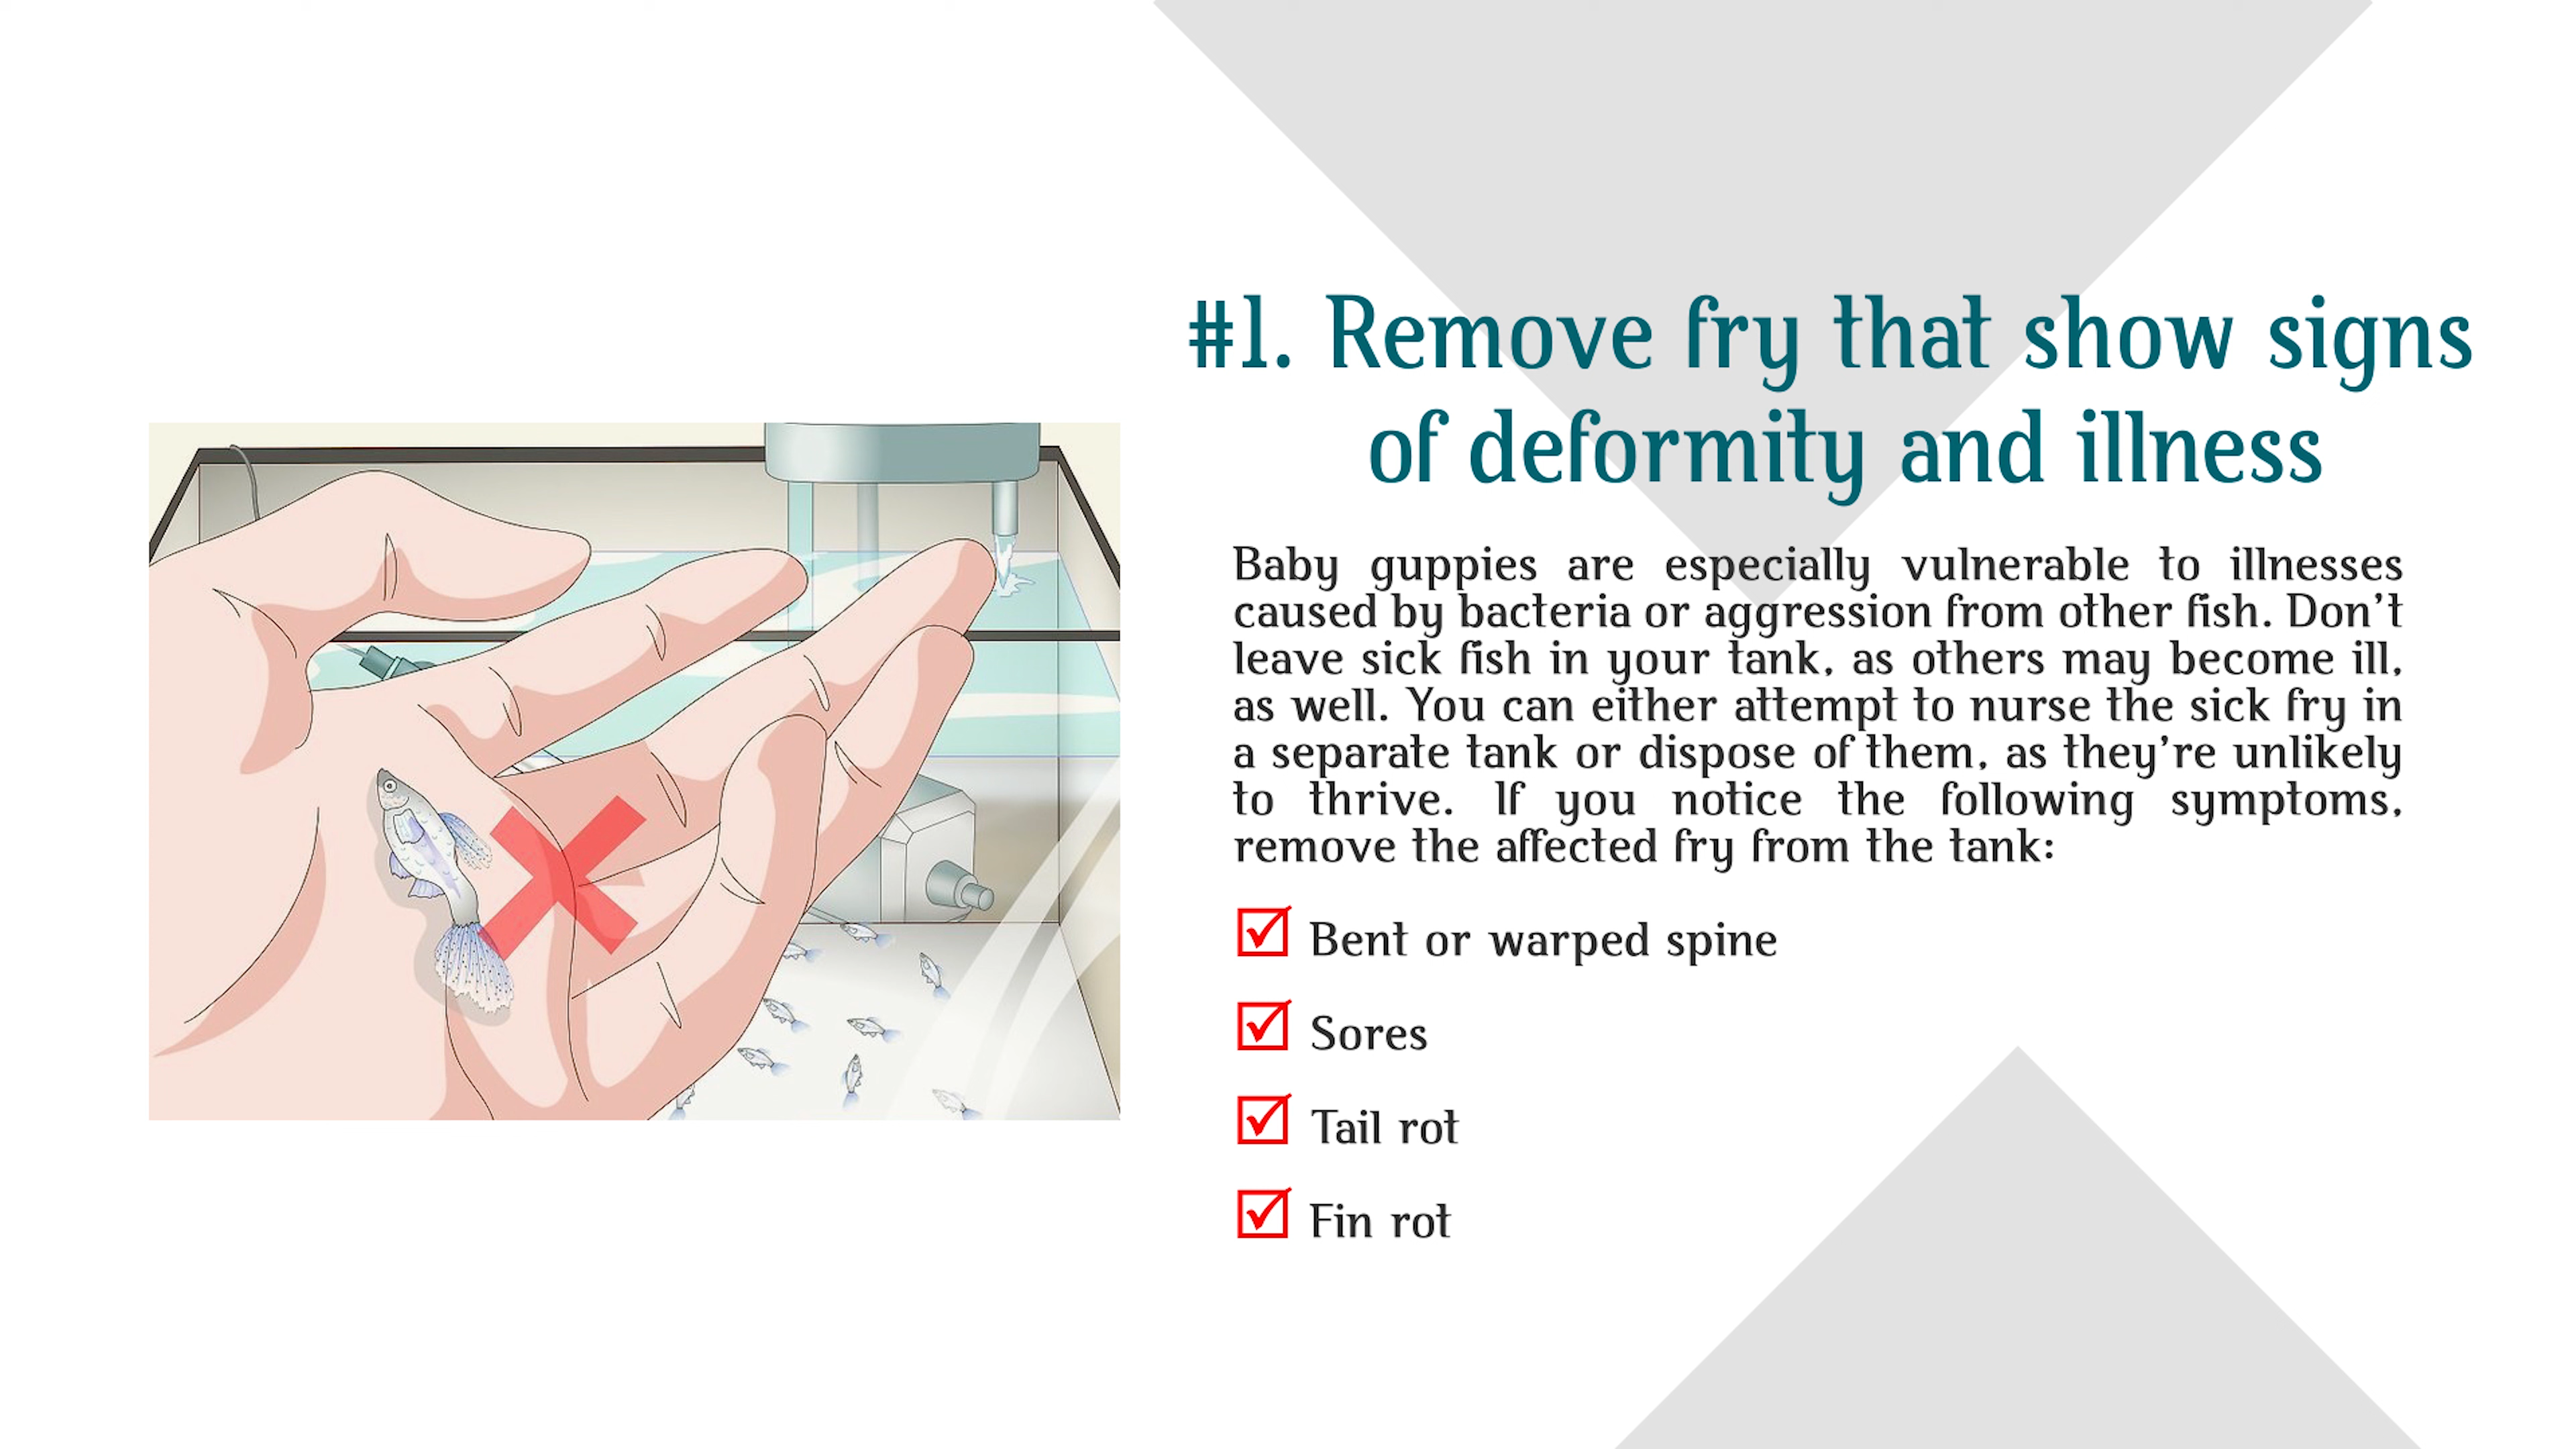 #1. Remove fry that show signs
of deformity and illness
Baby guppies are especially vulnerable to illnesses
caused by bacteria or aggression from other fish. Don't
leave sick fish in your tank, as others may become ill,
as well. You can either attempt to nurse the sick fry in
a separate tank or dispose of them, as they're unlikely
to thrive. If you notice the following symptoms,
remove the affected fry from the tank:
☑ Bent or warped spine
☑ Sores
☑ Tail rot
☑ Fin rot